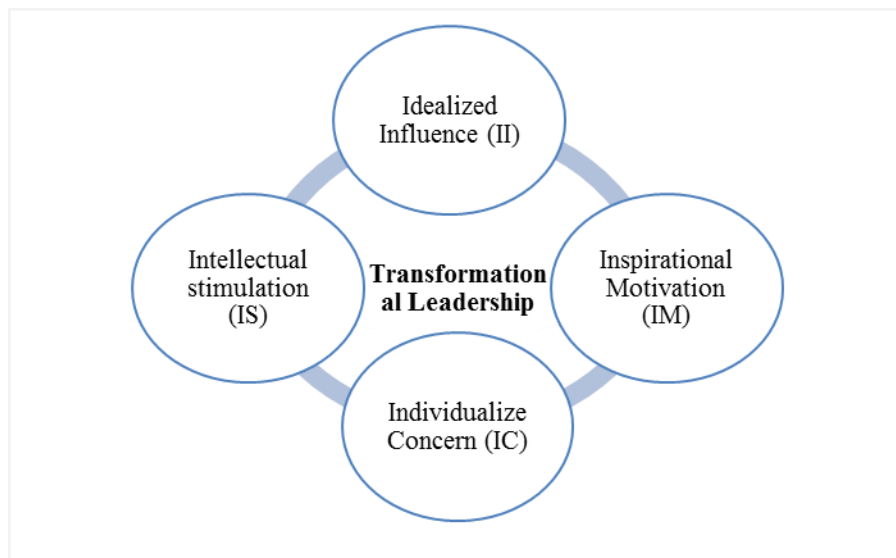 Idealized
Influence (II)
Intellectual
stimulation
(IS)
Transformation
al Leadership
Inspirational
Motivation
(IM)
Individualize
Concern (IC)